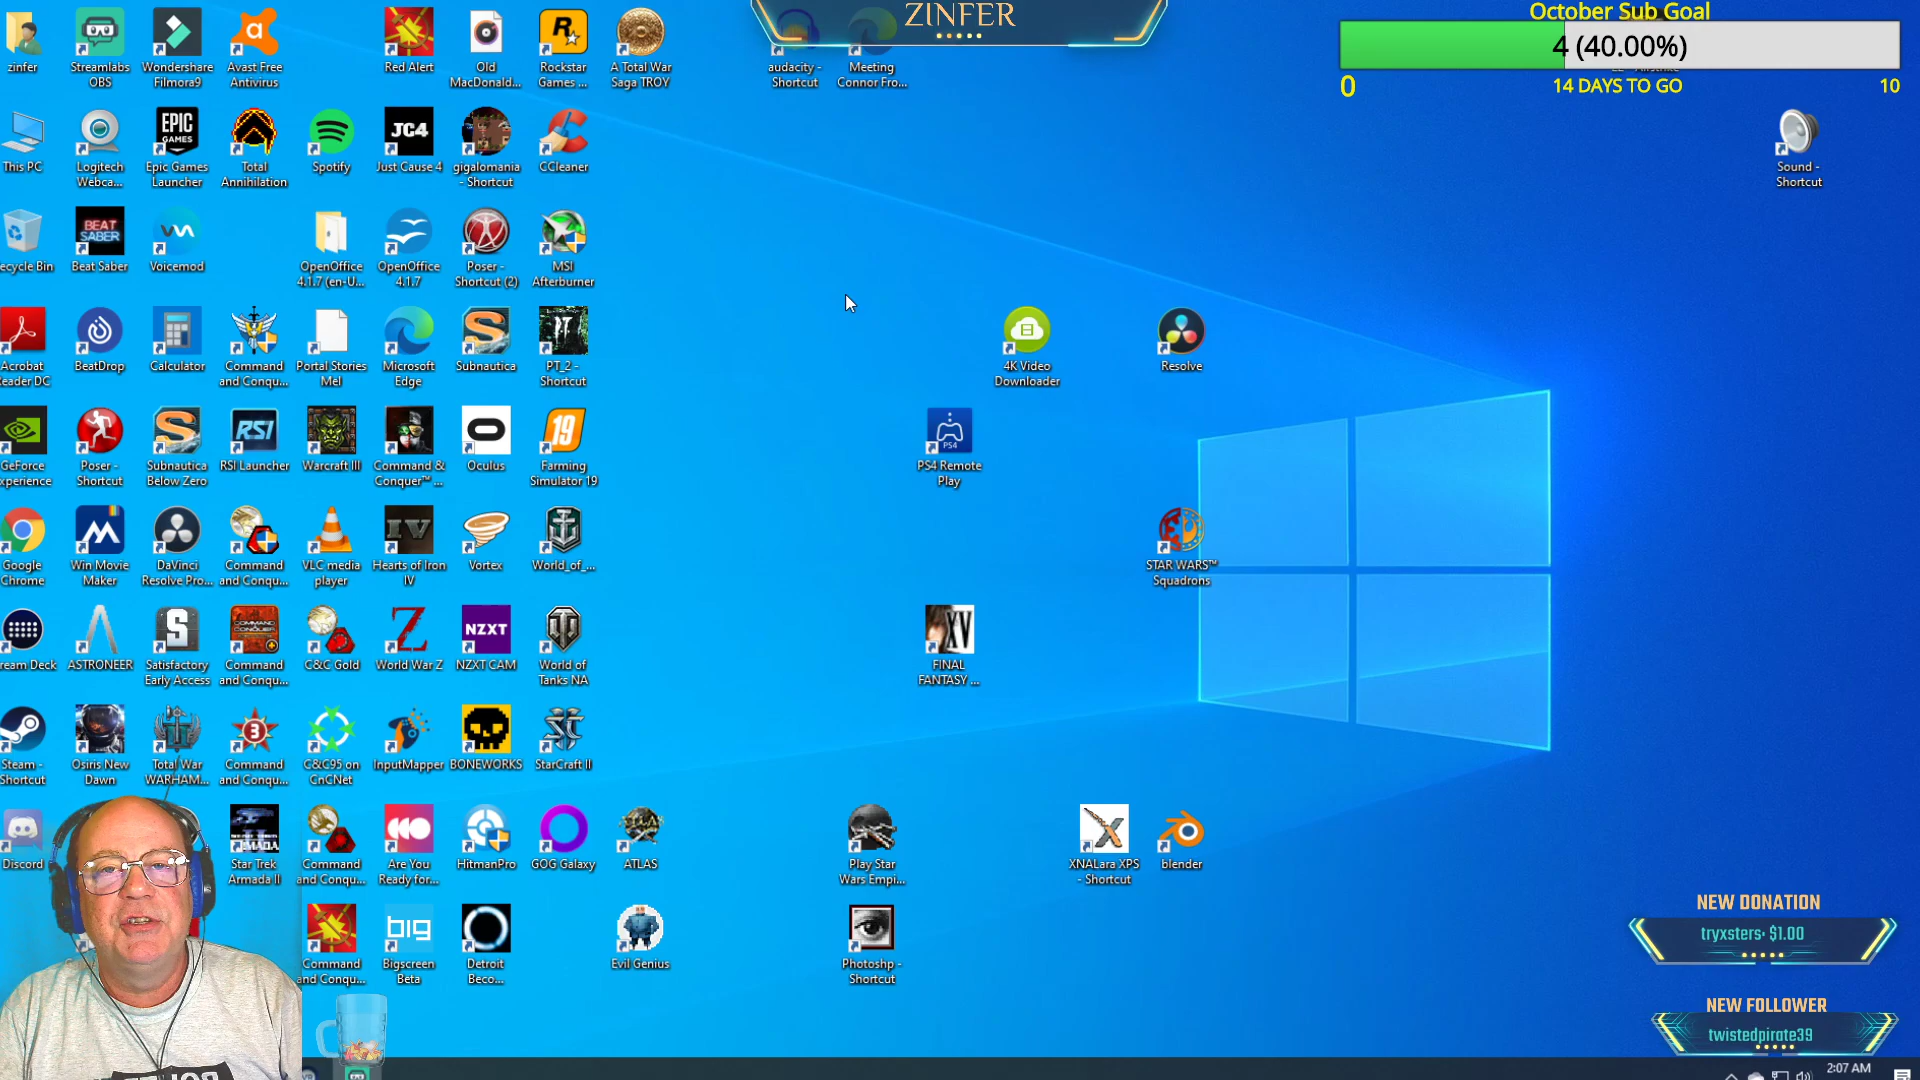 ZINFER
October Sub Goal
4 (40.00%)
0
14 DAYS TO GO
10
zinfer
Streamlabs OBS
Wondershare Filmora9
Avast Free Antivirus
Red Alert
Old MacDonald...
Rockstar Games ...
A Total War Saga TROY
audacity - Shortcut
Meeting Connor Fro...
This PC
Logitech Webca...
Epic Games Launcher
Total Annihilation
Spotify
Just Cause 4
gigalomania - Shortcut
CCleaner
Sound - Shortcut
ecycle Bin
Beat Saber
Voicemod
OpenOffice 4.1.7 (en-U...
OpenOffice 4.1.7
Poser - Shortcut (2)
MSI Afterburner
Acrobat eader DC
BeatDrop
Calculator
Command and Conqu...
Portal Stories Mel
Microsoft Edge
Subnautica
PT_2 - Shortcut
4K Video Downloader
Resolve
GeForce xperience
Poser - Shortcut
Subnautica Below Zero
RSI Launcher
Warcraft III
Command & Conquer™ ...
Oculus
Farming Simulator 19
PS4 Remote Play
Google Chrome
Win Movie Maker
DaVinci Resolve Pro...
Command and Conqu...
VLC media player
Hearts of Iron IV
Vortex
World_of_...
STAR WARS™ Squadrons
ream Deck
ASTRONEER
Satisfactory Early Access
Command and Conqu...
C&C Gold
World War Z
NZXT CAM
World of Tanks NA
FINAL FANTASY ...
Steam - Shortcut
Osiris New Dawn
Total War WARHAM...
Command and Conqu...
C&C95 on CnCNet
InputMapper
BONEWORKS
StarCraft II
Discord
Star Trek Armada II
Command and Conqu...
Are You Ready for...
HitmanPro
GOG Galaxy
ATLAS
Play Star Wars Empi...
XNALara XPS - Shortcut
blender
Command and Conqu...
Bigscreen Beta
Detroit Beco...
Evil Genius
Photoshp - Shortcut
NEW DONATION
tryxsters: $1.00
NEW FOLLOWER
twistedpirate39
2:07 AM